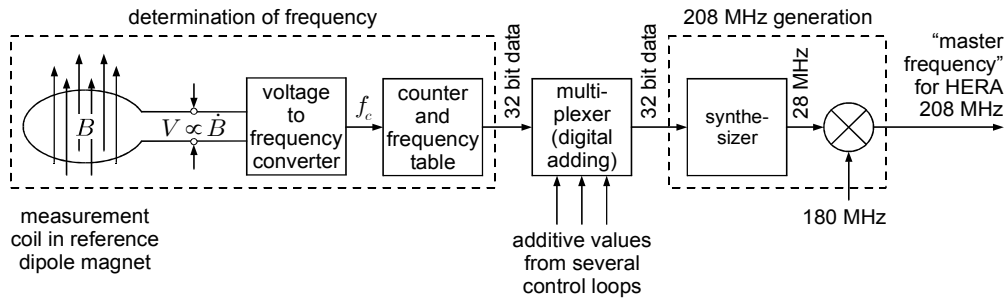 determination of frequency
208 MHz generation
B
V ∝ Ḃ
voltage
to
frequency
converter
f_c
counter
and
frequency
table
32 bit data
multi-
plexer
(digital
adding)
32 bit data
synthe-
sizer
28 MHz
“master
frequency”
for HERA
208 MHz
measurement
coil in reference
dipole magnet
additive values
from several
control loops
180 MHz